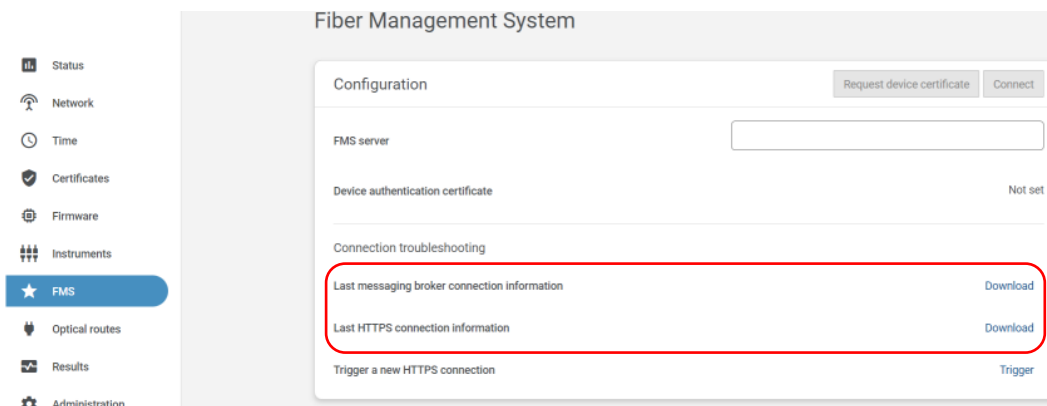 Fiber Management System
Status
Network
Time
Certificates
Firmware
Instruments
FMS
Optical routes
Results
Administration
Configuration
Request device certificate
Connect
FMS server
Device authentication certificate
Not set
Connection troubleshooting
Last messaging broker connection information
Download
Last HTTPS connection information
Download
Trigger a new HTTPS connection
Trigger